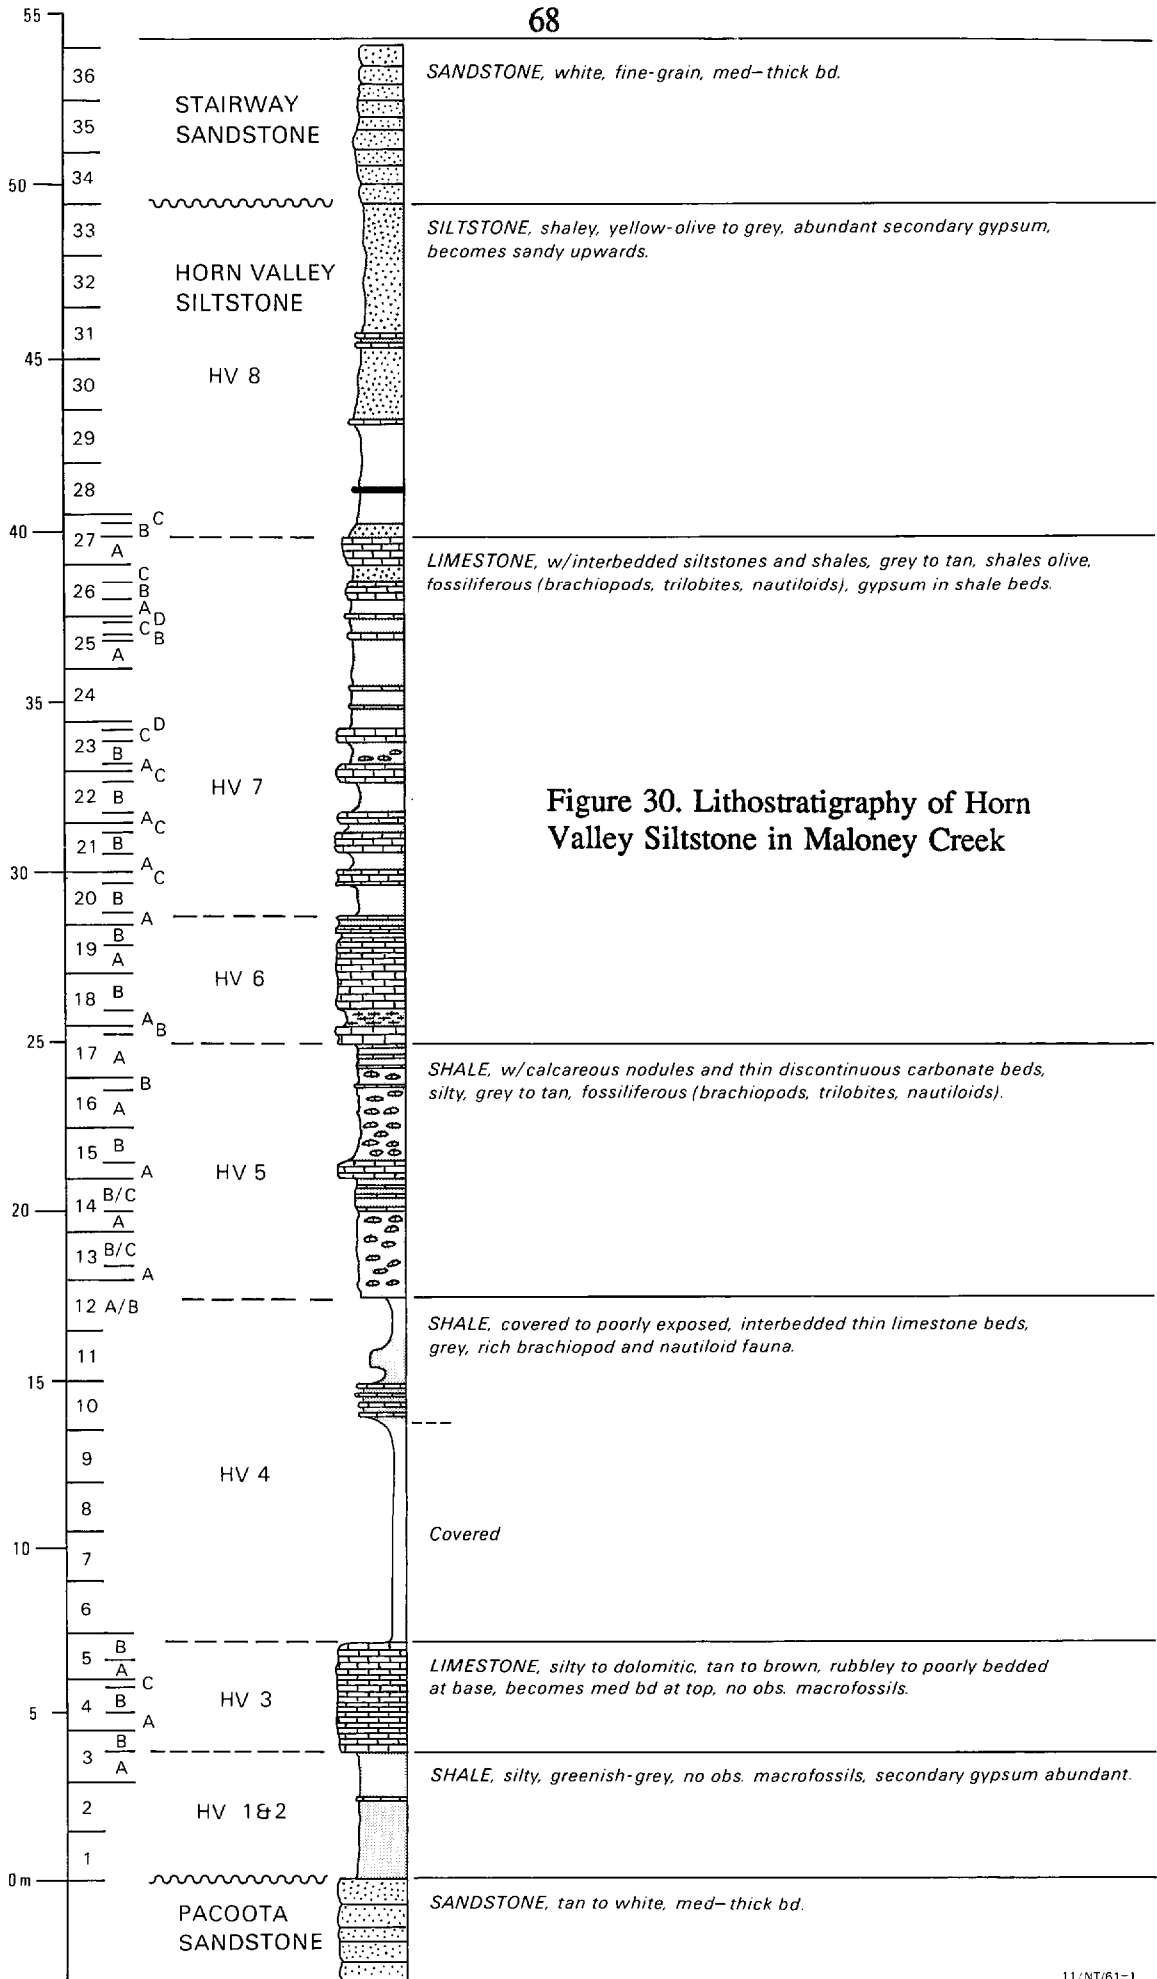 68
55
36
SANDSTONE, white, fine-grain, med-thick bd.
STAIRWAY
SANDSTONE
35
34
50
33
SILTSTONE, shaley, yellow-olive to grey, abundant secondary gypsum,
becomes sandy upwards.
HORN VALLEY
SILTSTONE
32
31
45
HV 8
30
29
28
C
B
40
27
A
LIMESTONE, w/interbedded siltstones and shales, grey to tan, shales olive,
fossiliferous (brachiopods, trilobites, nautiloids), gypsum in shale beds.
C
26 B
A
D
C
B
25
A
24
35
D
C
23
B
A
C
HV 7
22 B
A
C
Figure 30. Lithostratigraphy of Horn
Valley Siltstone in Maloney Creek
21 B
A
30
C
20 B
A
B
19
A
HV 6
18 B
A
B
25
17 A
SHALE, w/calcareous nodules and thin discontinuous carbonate beds,
silty, grey to tan, fossiliferous (brachiopods, trilobites, nautiloids).
B
16
A
15 B
A
HV 5
14 B/C
20
A
13 B/C
A
12 A/B
SHALE, covered to poorly exposed, interbedded thin limestone beds,
grey, rich brachiopod and nautiloid fauna.
11
15
10
9
HV 4
8
Covered
10
7
6
B
5
A
LIMESTONE, silty to dolomitic, tan to brown, rubbley to poorly bedded
at base, becomes med bd at top, no obs. macrofossils.
C
4 B
HV 3
5
A
B
3
A
SHALE, silty, greenish-grey, no obs. macrofossils, secondary gypsum abundant.
2
HV 1&2
1
0 m
SANDSTONE, tan to white, med-thick bd.
PACOOTA
SANDSTONE
11/NT/61-1